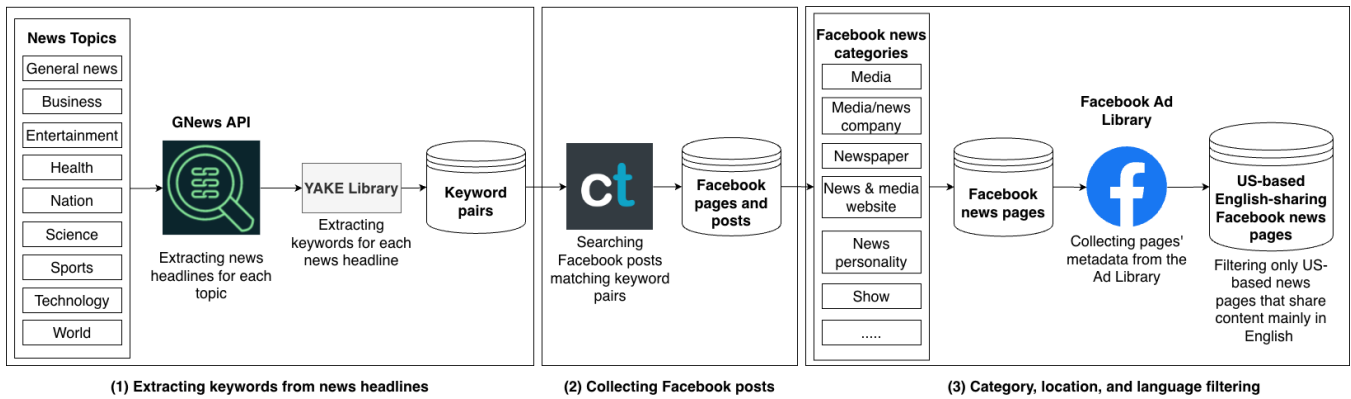 News Topics
General news
Business
Entertainment
Health
Nation
Science
Sports
Technology
World
GNews API
Extracting news
headlines for each
topic
YAKE Library
Extracting
keywords for each
news headline
Keyword
pairs
(1) Extracting keywords from news headlines
ct
Searching
Facebook posts
matching keyword
pairs
Facebook
pages and
posts
(2) Collecting Facebook posts
Facebook news
categories
Media
Media/news
company
Newspaper
News & media
website
News
personality
Show
.....
Facebook
news pages
Facebook Ad
Library
f
Collecting pages'
metadata from the
Ad Library
US-based
English-sharing
Facebook news
pages
Filtering only US-
based news
pages that share
content mainly in
English
(3) Category, location, and language filtering